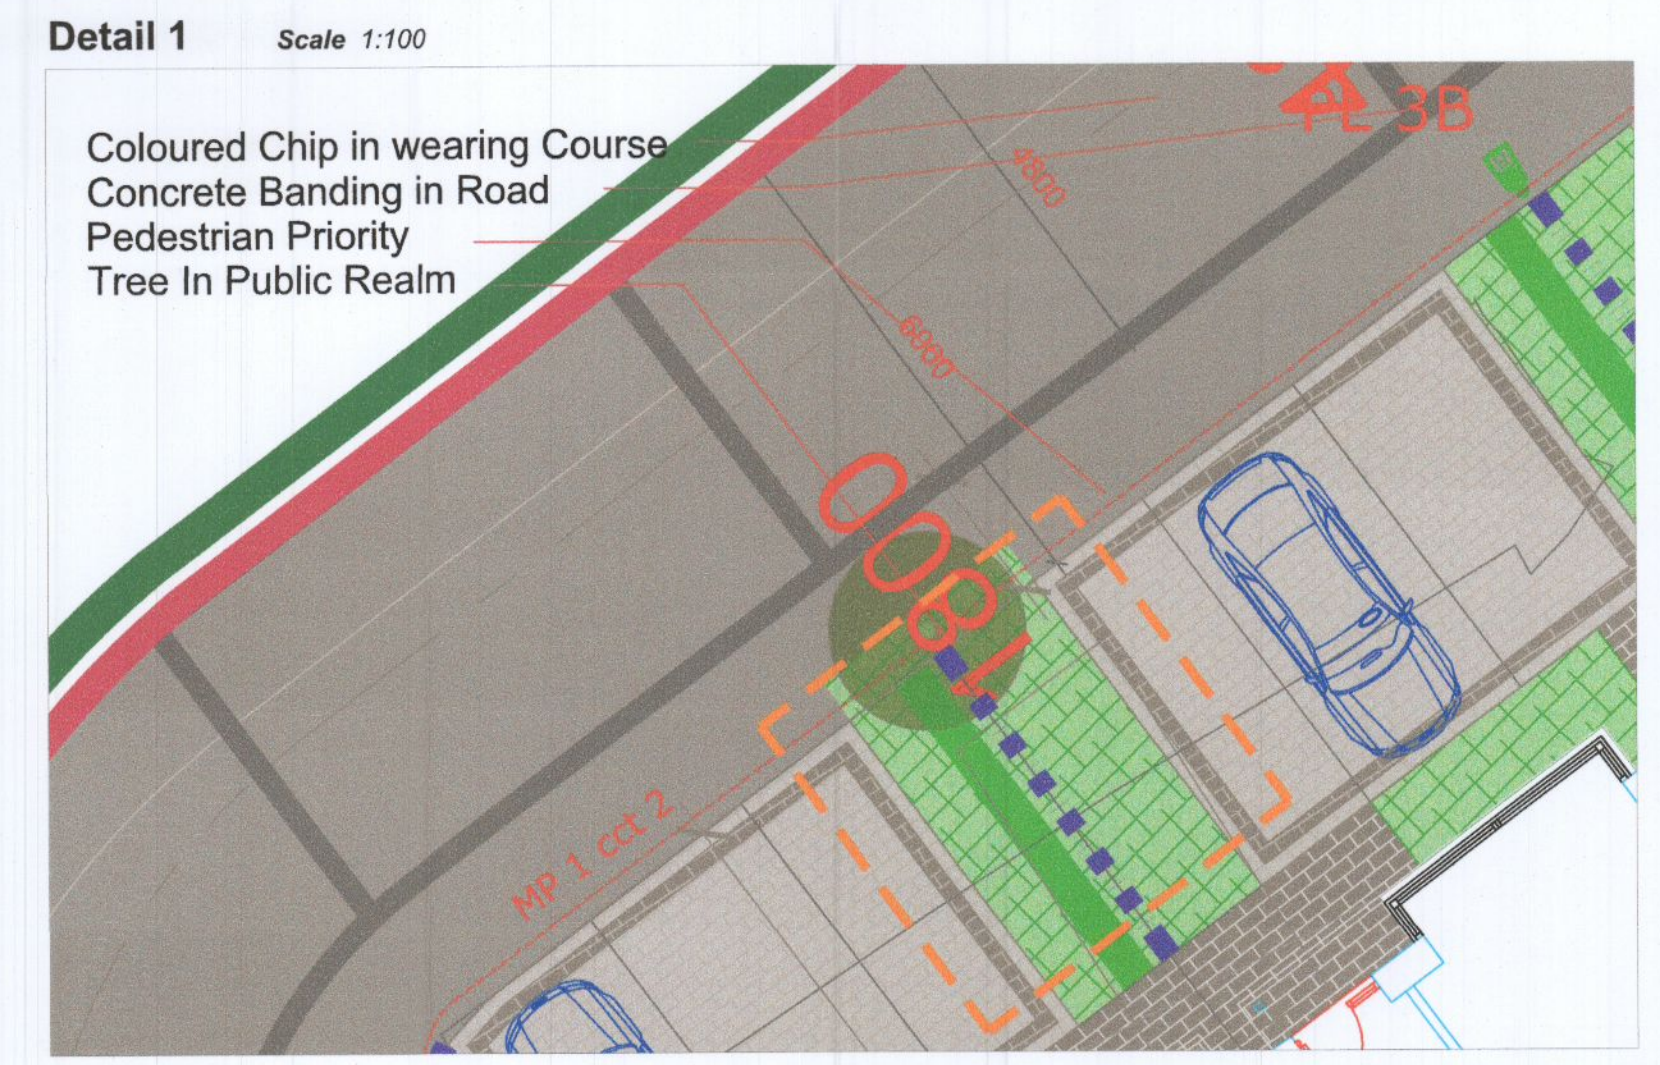 Detail 1 Scale 1:100
Coloured Chip in wearing Course
Concrete Banding in Road
Pedestrian Priority
Tree In Public Realm
PL 3B
4800
6900
1800
MP 1 cct 2